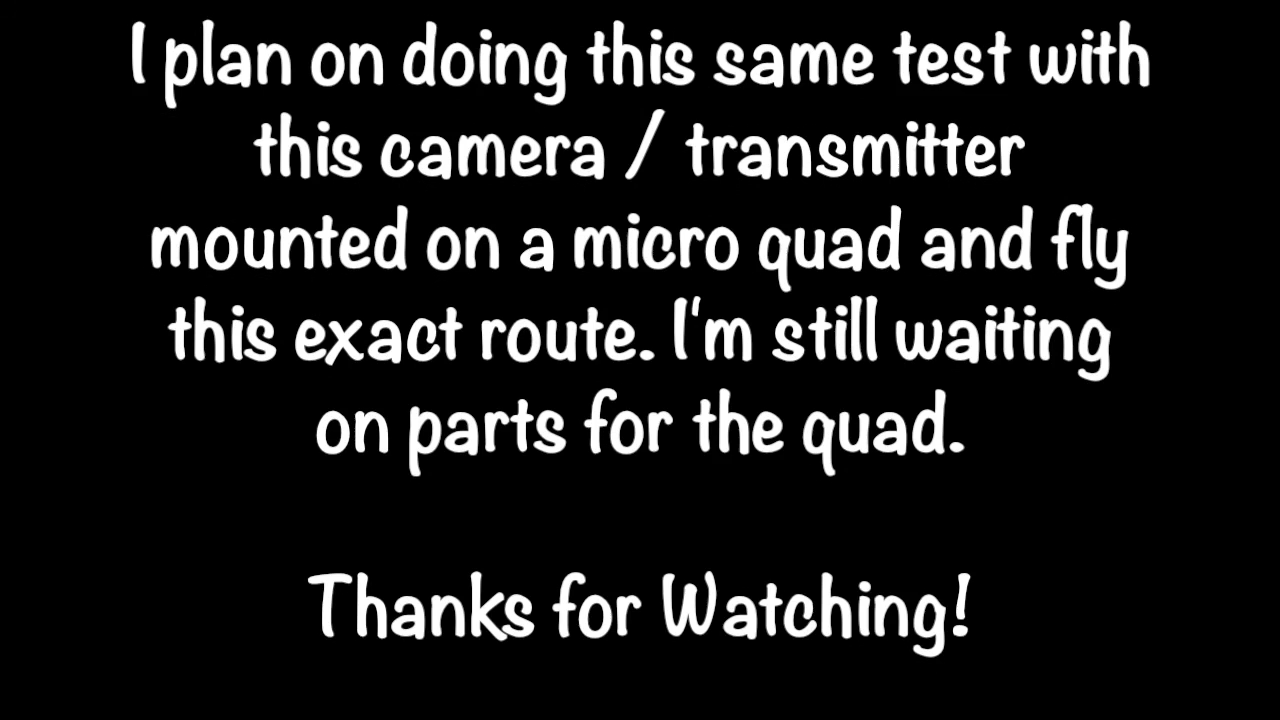 I plan on doing this same test with
this camera / transmitter
mounted on a micro quad and fly
this exact route. I'm still waiting
on parts for the quad.
Thanks for Watching!